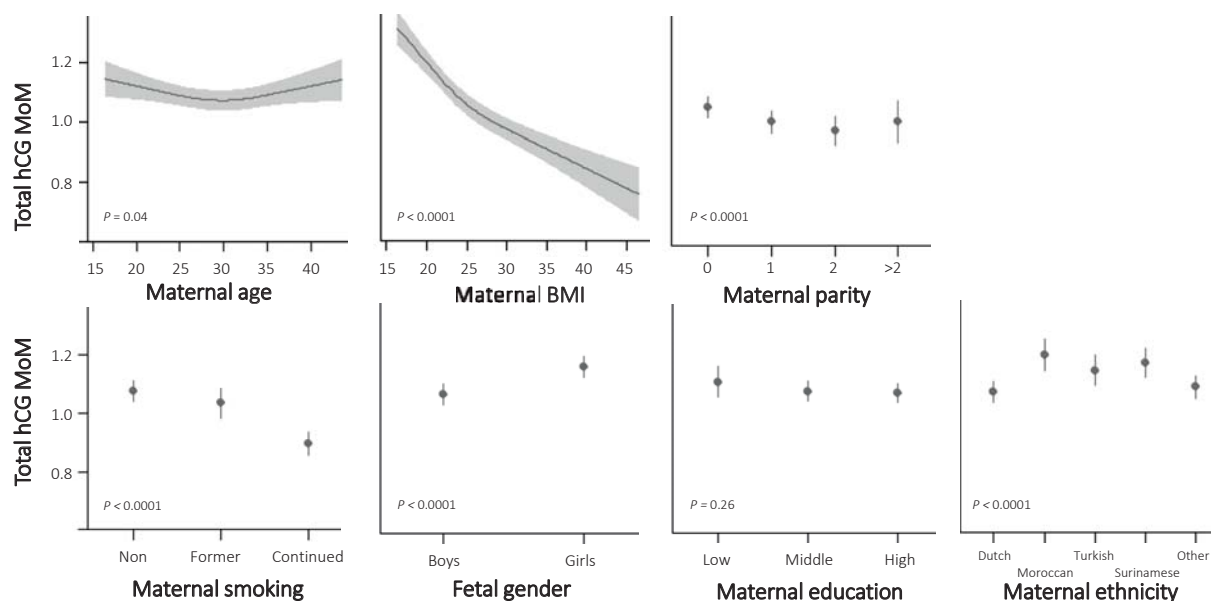 Total hCG MoM
1.2
1.0
0.8
P = 0.04
15 20 25 30 35 40
Maternal age
P < 0.0001
15 20 25 30 35 40 45
Maternal BMI
P < 0.0001
0 1 2 >2
Maternal parity
Total hCG MoM
1.2
1.0
0.8
P < 0.0001
Non Former Continued
Maternal smoking
P < 0.0001
Boys Girls
Fetal gender
P = 0.26
Low Middle High
Maternal education
P < 0.0001
Dutch Turkish Other
Moroccan Surinamese
Maternal ethnicity